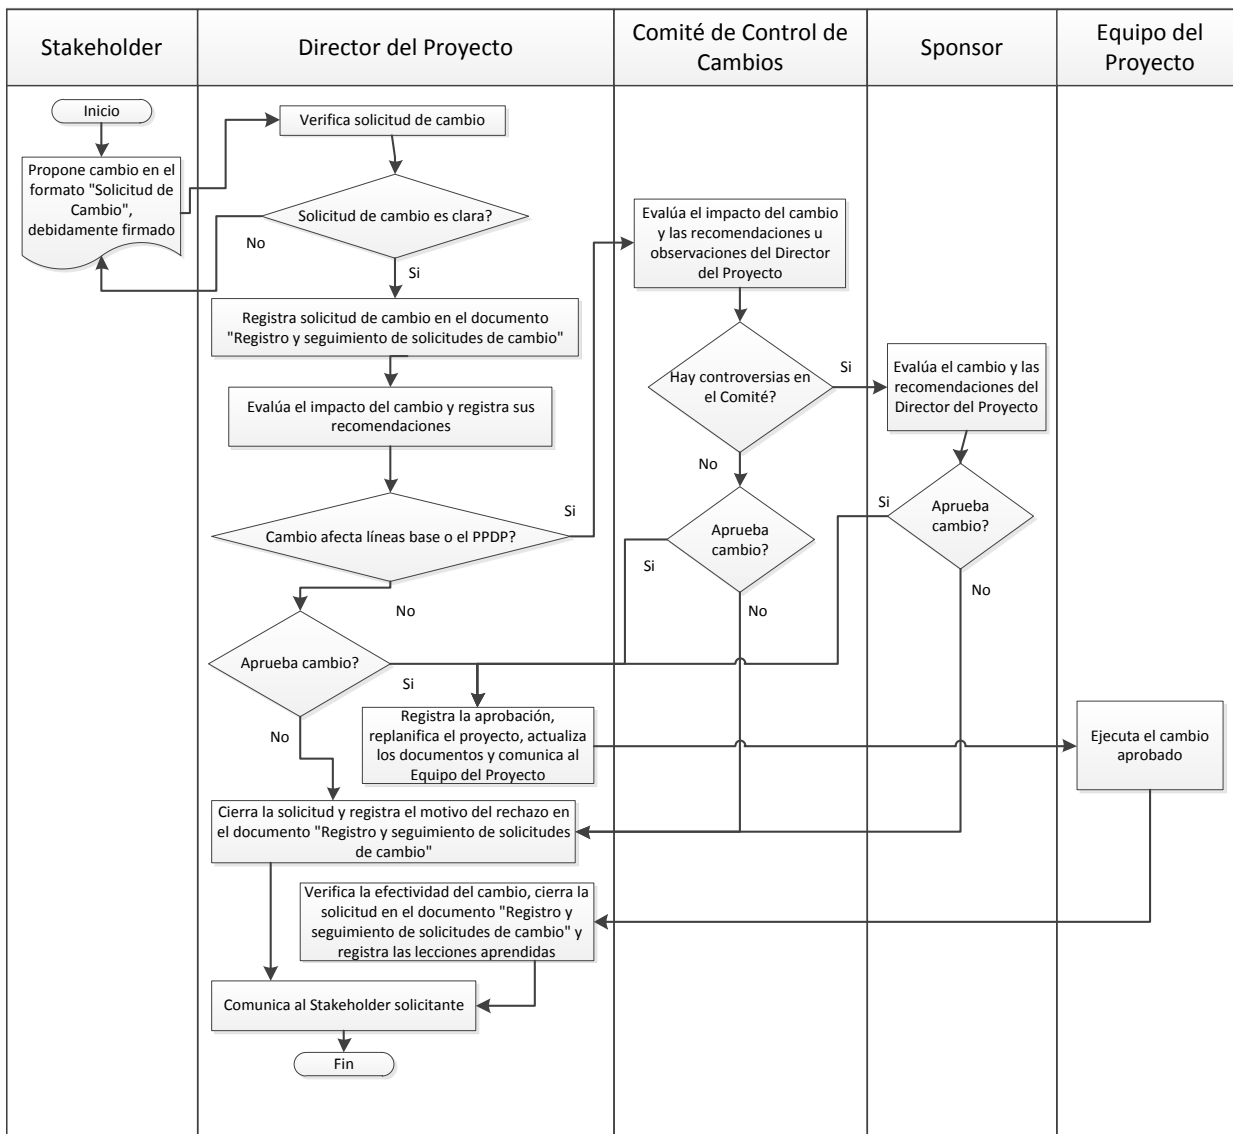 Stakeholder
Director del Proyecto
Comité de Control de
Cambios
Sponsor
Equipo del
Proyecto
Inicio
Propone cambio en el
formato "Solicitud de
Cambio",
debidamente firmado
Verifica solicitud de cambio
Solicitud de cambio es clara?
No
Si
Registra solicitud de cambio en el documento
"Registro y seguimiento de solicitudes de cambio"
Evalúa el impacto del cambio y registra sus
recomendaciones
Cambio afecta líneas base o el PPDP?
Si
No
Aprueba cambio?
Si
No
Registra la aprobación,
replanifica el proyecto, actualiza
los documentos y comunica al
Equipo del Proyecto
Cierra la solicitud y registra el motivo del rechazo en
el documento "Registro y seguimiento de solicitudes
de cambio"
Verifica la efectividad del cambio, cierra la
solicitud en el documento "Registro y
seguimiento de solicitudes de cambio" y
registra las lecciones aprendidas
Comunica al Stakeholder solicitante
Fin
Evalúa el impacto del cambio
y las recomendaciones u
observaciones del Director
del Proyecto
Hay controversias en
el Comité?
Si
No
Aprueba
cambio?
Si
No
Evalúa el cambio y las
recomendaciones del
Director del Proyecto
Aprueba
cambio?
Si
No
Ejecuta el cambio
aprobado